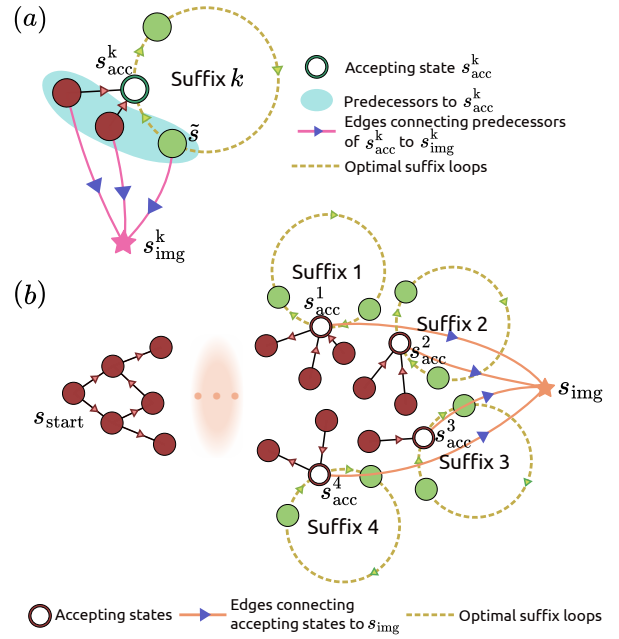 (a)
s^k_acc
Suffix k
s̃
s^k_img
Accepting state s^k_acc
Predecessors to s^k_acc
Edges connecting predecessors
of s^k_acc to s^k_img
Optimal suffix loops
(b)
Suffix 1
s^1_acc
Suffix 2
s^2_acc
s_start
s_img
s^3_acc
Suffix 3
s^4_acc
Suffix 4
Accepting states
Edges connecting
accepting states to s_img
Optimal suffix loops